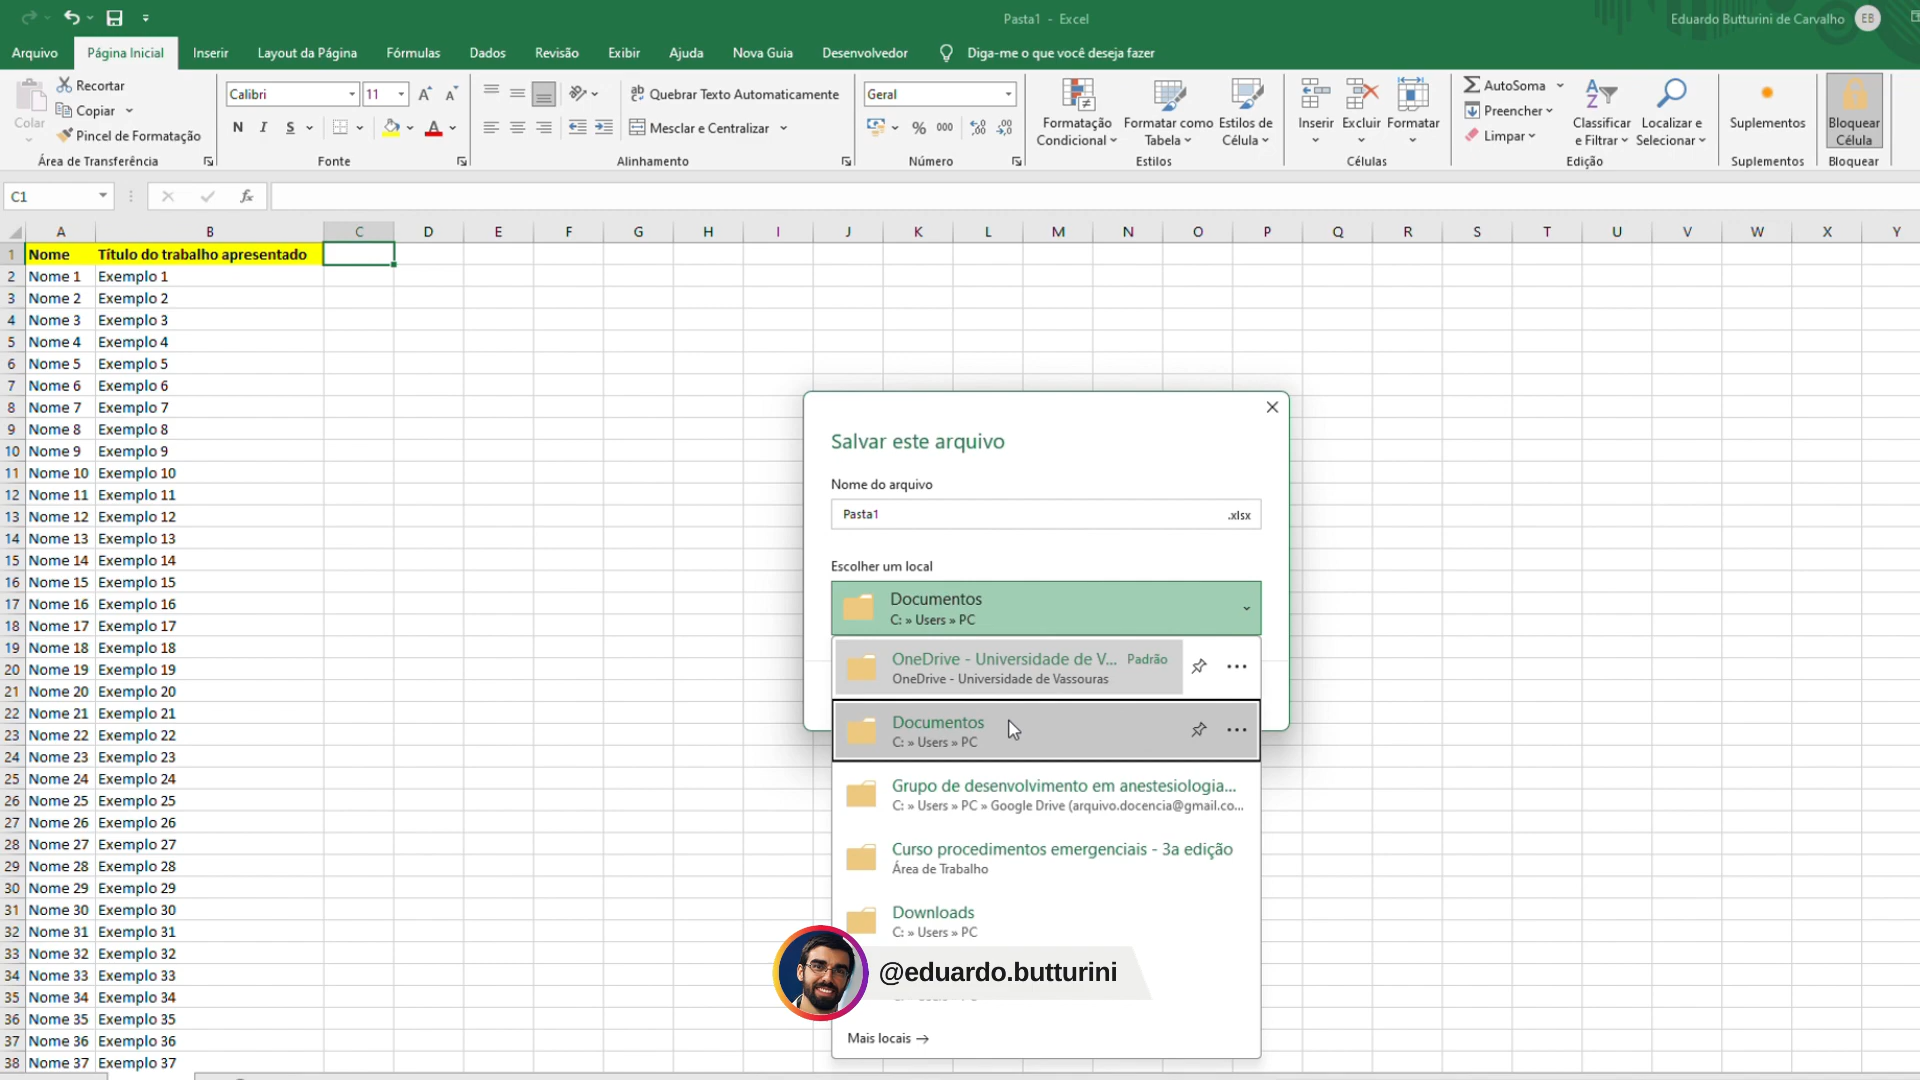 Pasta1 - Excel
Eduardo Butturini de Carvalho EB
Arquivo Página Inicial Inserir Layout da Página Fórmulas Dados Revisão Exibir Ajuda Nova Guia Desenvolvedor Diga-me o que você deseja fazer
Colar
Recortar
Copiar
Pincel de Formatação
Área de Transferência
Calibri 11
N I S
Fonte
Quebrar Texto Automaticamente
Mesclar e Centralizar
Alinhamento
Geral
% 000
Número
Formatação Condicional
Formatar como Tabela
Estilos de Célula
Estilos
Inserir Excluir Formatar
Células
AutoSoma
Preencher
Limpar
Classificar e Filtrar
Localizar e Selecionar
Edição
Suplementos
Suplementos
Bloquear Célula
Bloquear
C1 fx
A B C D E F G H I J K L M N O P Q R S T U V W X Y
1 Nome Título do trabalho apresentado
2 Nome 1 Exemplo 1
3 Nome 2 Exemplo 2
4 Nome 3 Exemplo 3
5 Nome 4 Exemplo 4
6 Nome 5 Exemplo 5
7 Nome 6 Exemplo 6
8 Nome 7 Exemplo 7
9 Nome 8 Exemplo 8
10 Nome 9 Exemplo 9
11 Nome 10 Exemplo 10
12 Nome 11 Exemplo 11
13 Nome 12 Exemplo 12
14 Nome 13 Exemplo 13
15 Nome 14 Exemplo 14
16 Nome 15 Exemplo 15
17 Nome 16 Exemplo 16
18 Nome 17 Exemplo 17
19 Nome 18 Exemplo 18
20 Nome 19 Exemplo 19
21 Nome 20 Exemplo 20
22 Nome 21 Exemplo 21
23 Nome 22 Exemplo 22
24 Nome 23 Exemplo 23
25 Nome 24 Exemplo 24
26 Nome 25 Exemplo 25
27 Nome 26 Exemplo 26
28 Nome 27 Exemplo 27
29 Nome 28 Exemplo 28
30 Nome 29 Exemplo 29
31 Nome 30 Exemplo 30
32 Nome 31 Exemplo 31
33 Nome 32 Exemplo 32
34 Nome 33 Exemplo 33
35 Nome 34 Exemplo 34
36 Nome 35 Exemplo 35
37 Nome 36 Exemplo 36
38 Nome 37 Exemplo 37
Salvar este arquivo
Nome do arquivo
Pasta1 .xlsx
Escolher um local
Documentos
C: » Users » PC
OneDrive - Universidade de V... Padrão
OneDrive - Universidade de Vassouras
Documentos
C: » Users » PC
Grupo de desenvolvimento em anestesiologia...
C: » Users » PC » Google Drive (arquivo.docencia@gmail.co...
Curso procedimentos emergenciais - 3a edição
Área de Trabalho
Downloads
C: » Users » PC
@eduardo.butturini
Mais locais →